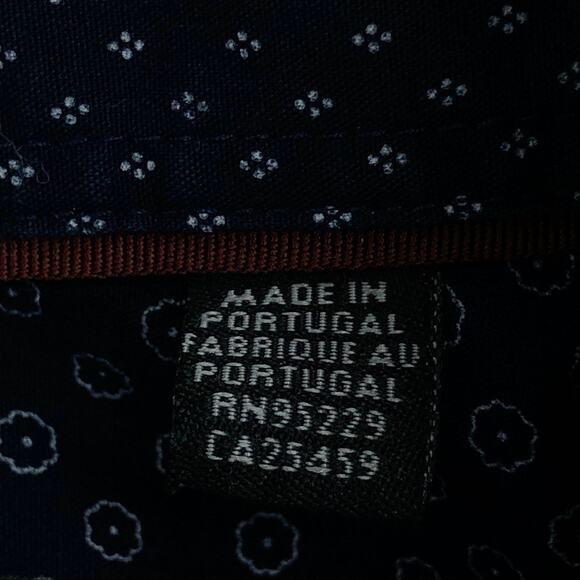 MADE IN
PORTUGAL
FABRIQUE AU
PORTUGAL
RN95229
CA25459